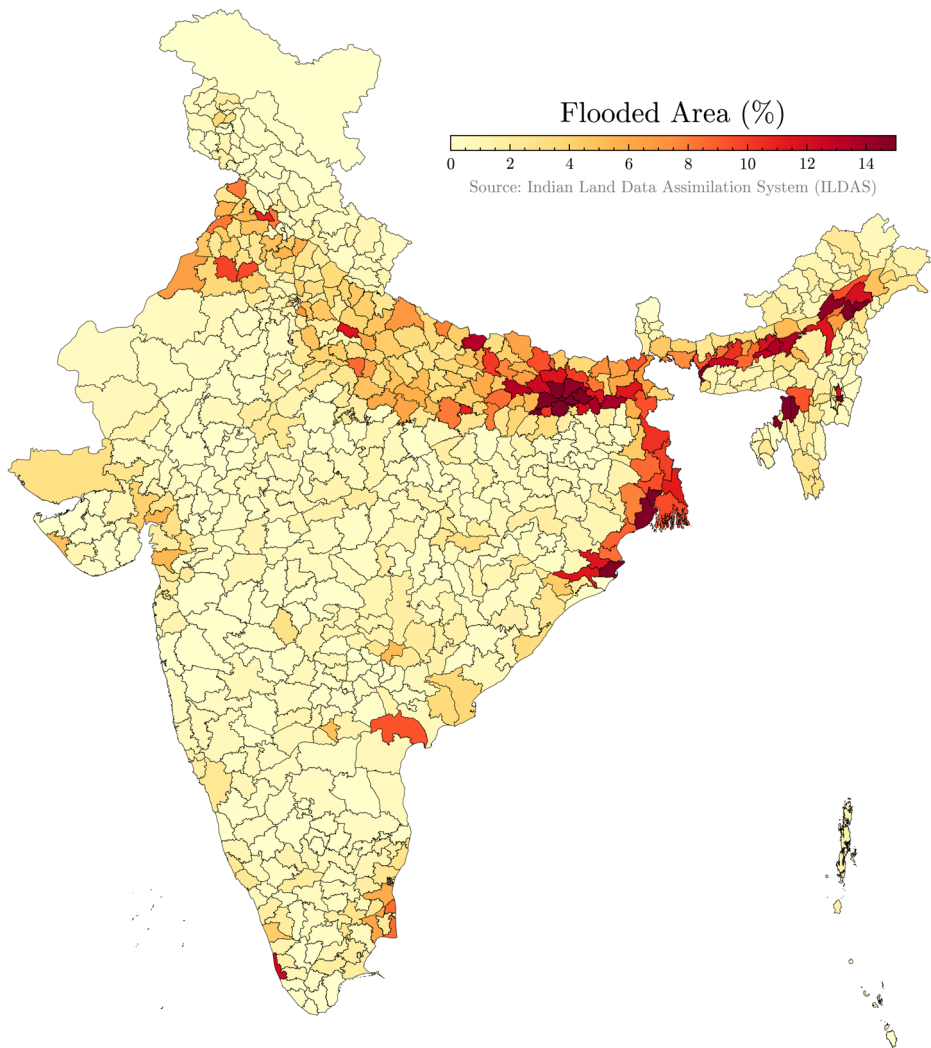 Flooded Area (%)
0 2 4 6 8 10 12 14
Source: Indian Land Data Assimilation System (ILDAS)